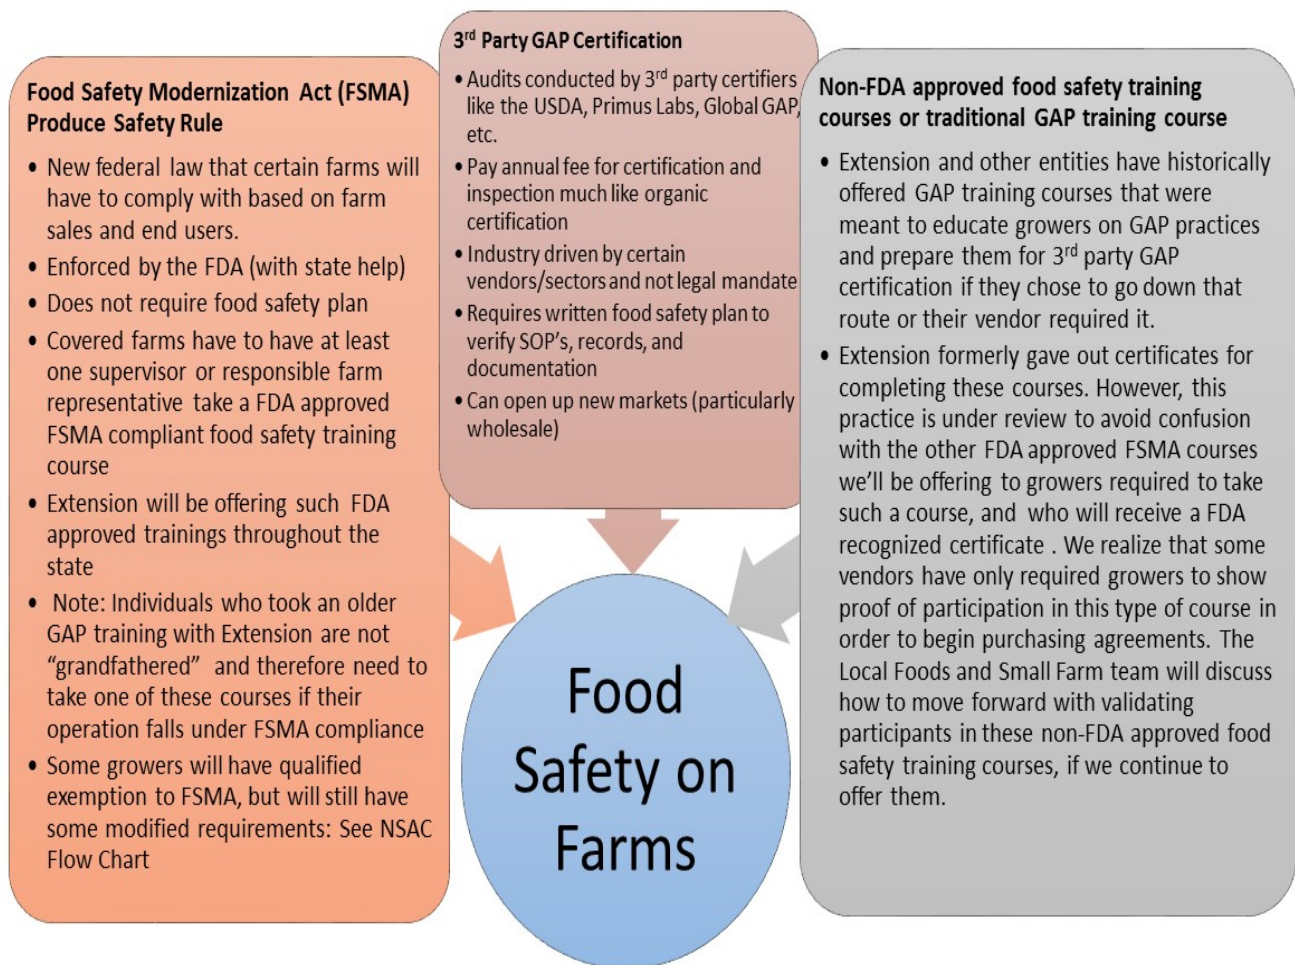 Food Safety Modernization Act (FSMA)
Produce Safety Rule
• New federal law that certain farms will
have to comply with based on farm
sales and end users.
• Enforced by the FDA (with state help)
• Does not require food safety plan
• Covered farms have to have at least
one supervisor or responsible farm
representative take a FDA approved
FSMA compliant food safety training
course
• Extension will be offering such FDA
approved trainings throughout the
state
• Note: Individuals who took an older
GAP training with Extension are not
“grandfathered” and therefore need to
take one of these courses if their
operation falls under FSMA compliance
• Some growers will have qualified
exemption to FSMA, but will still have
some modified requirements: See NSAC
Flow Chart
3rd Party GAP Certification
• Audits conducted by 3rd party certifiers
like the USDA, Primus Labs, Global GAP,
etc.
• Pay annual fee for certification and
inspection much like organic
certification
• Industry driven by certain
vendors/sectors and not legal mandate
• Requires written food safety plan to
verify SOP’s, records, and
documentation
• Can open up new markets (particularly
wholesale)
Non-FDA approved food safety training
courses or traditional GAP training course
• Extension and other entities have historically
offered GAP training courses that were
meant to educate growers on GAP practices
and prepare them for 3rd party GAP
certification if they chose to go down that
route or their vendor required it.
• Extension formerly gave out certificates for
completing these courses. However, this
practice is under review to avoid confusion
with the other FDA approved FSMA courses
we’ll be offering to growers required to take
such a course, and who will receive a FDA
recognized certificate . We realize that some
vendors have only required growers to show
proof of participation in this type of course in
order to begin purchasing agreements. The
Local Foods and Small Farm team will discuss
how to move forward with validating
participants in these non-FDA approved food
safety training courses, if we continue to
offer them.
Food
Safety on
Farms